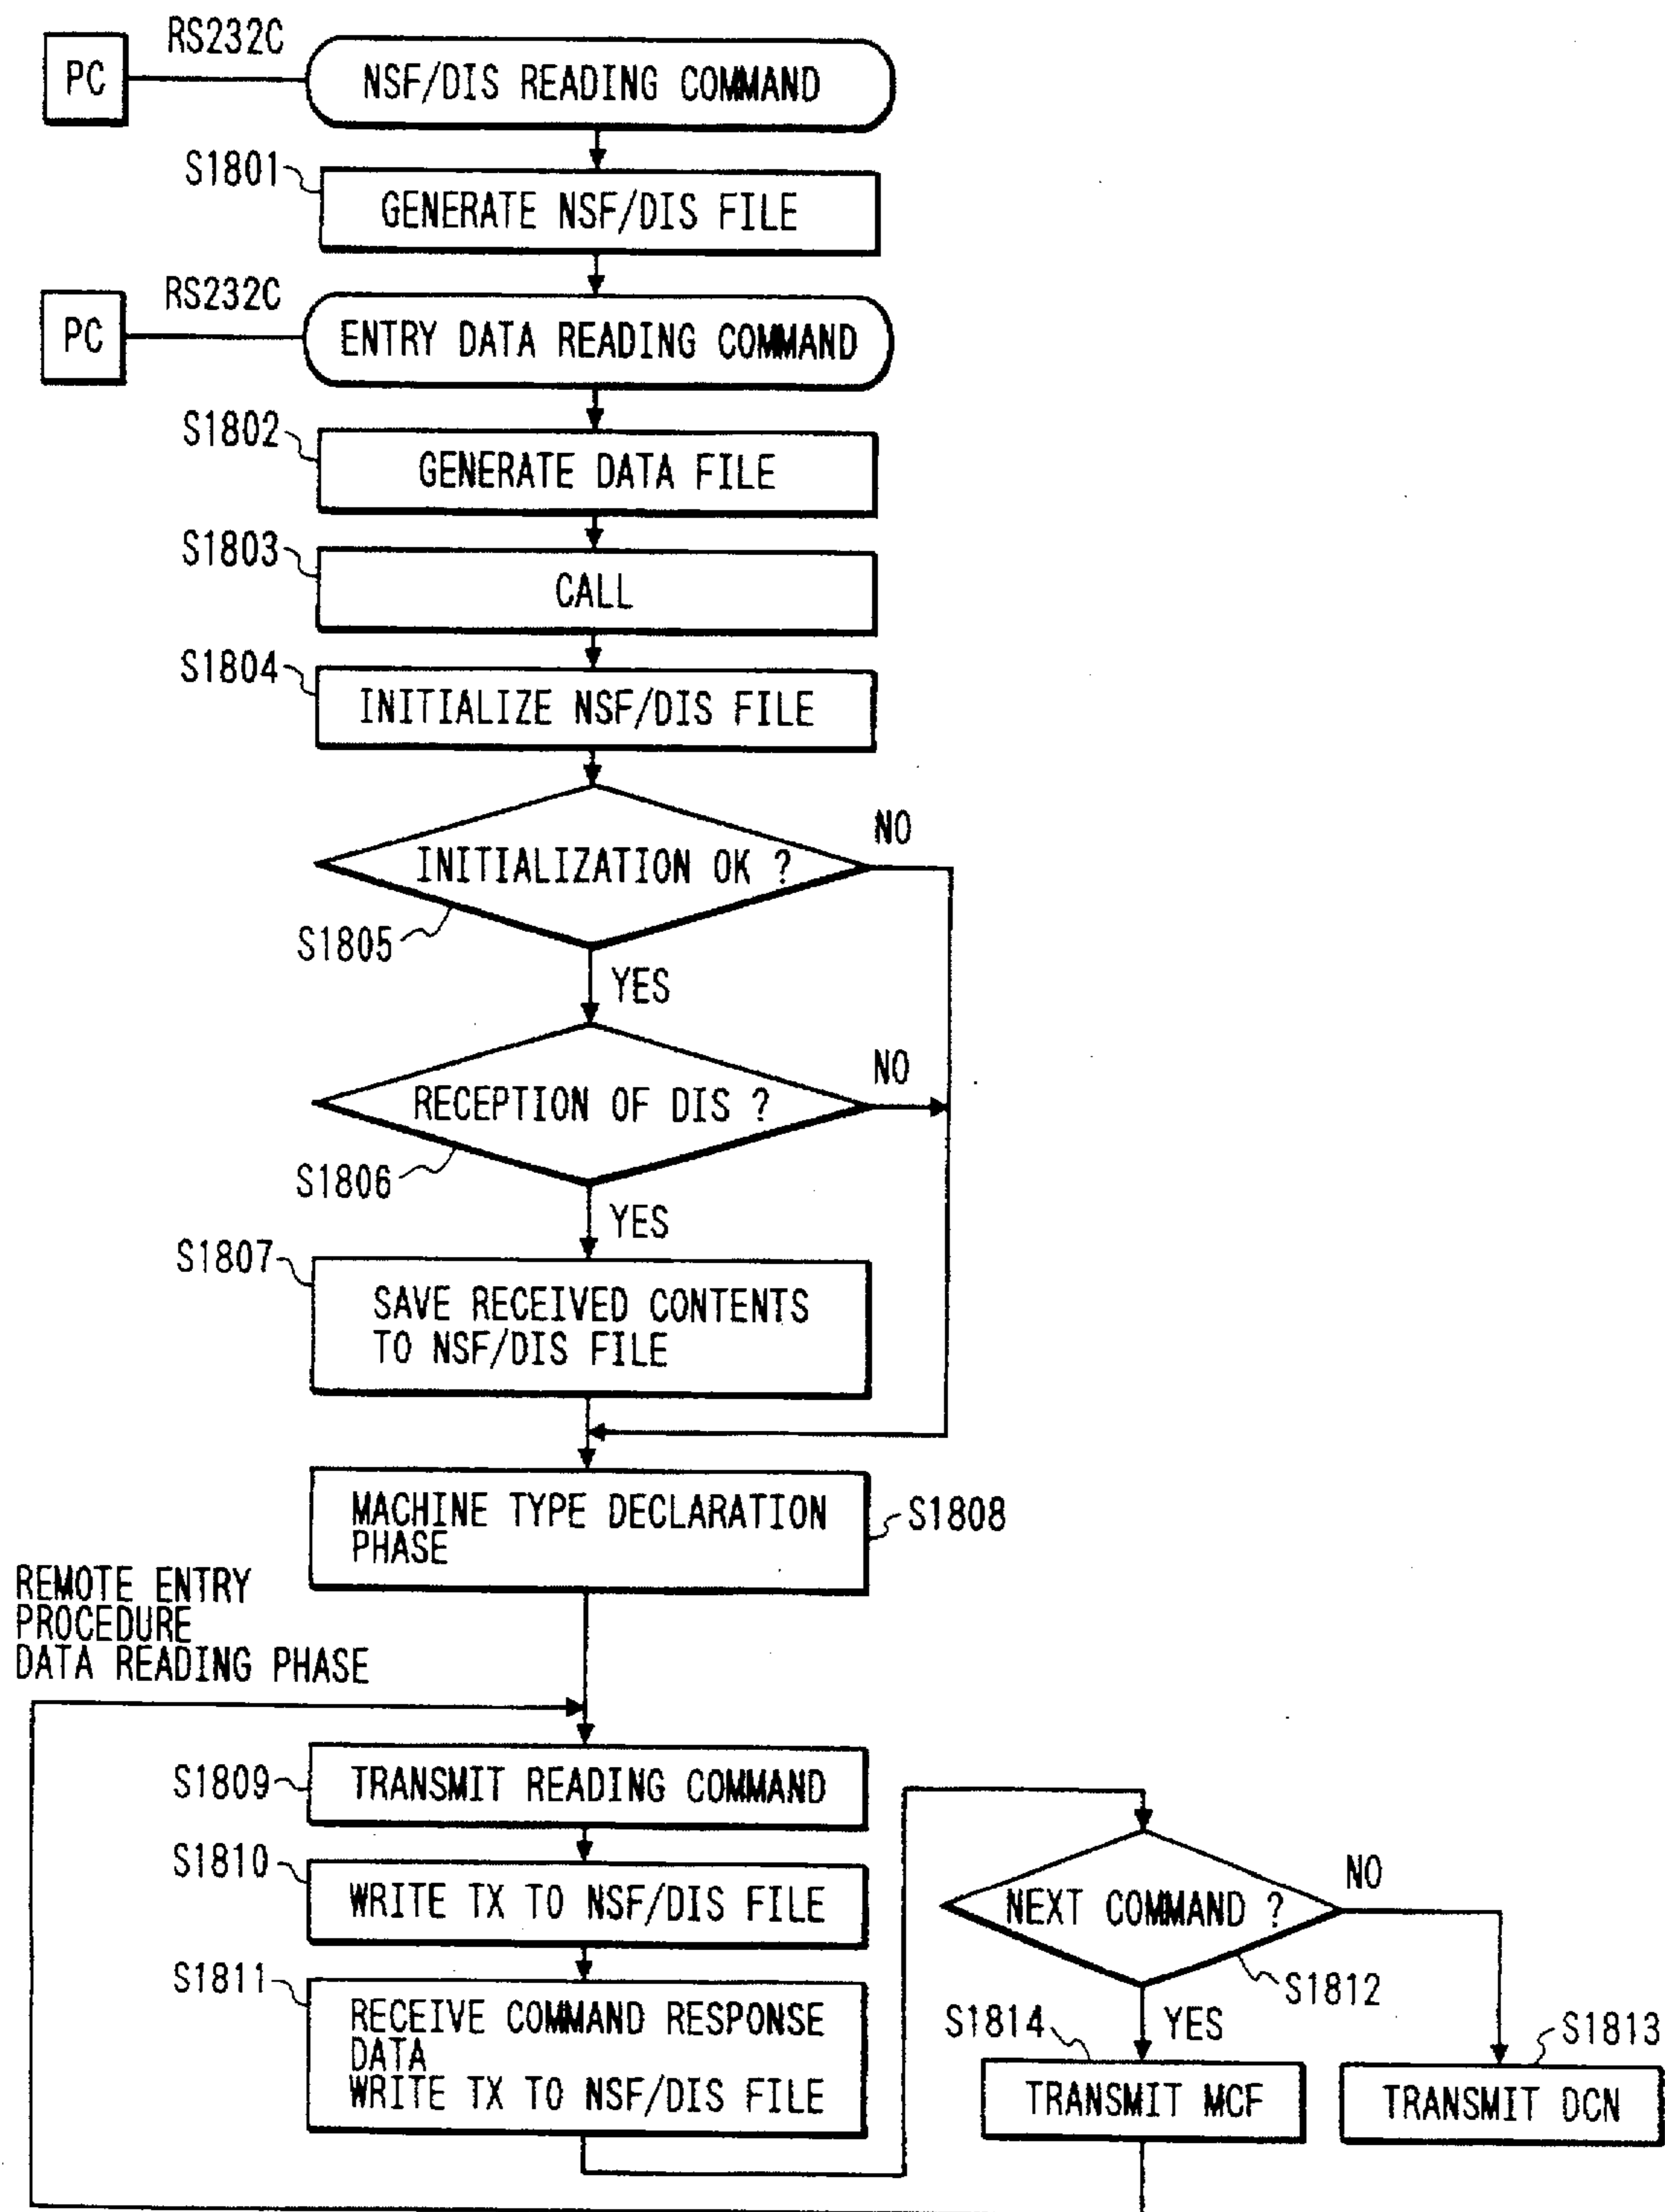 PC
RS232C
NSF/DIS READING COMMAND
S1801
GENERATE NSF/DIS FILE
PC
RS232C
ENTRY DATA READING COMMAND
S1802
GENERATE DATA FILE
S1803
CALL
S1804
INITIALIZE NSF/DIS FILE
INITIALIZATION OK ?
NO
S1805
YES
RECEPTION OF DIS ?
NO
S1806
YES
S1807
SAVE RECEIVED CONTENTS
TO NSF/DIS FILE
MACHINE TYPE DECLARATION
PHASE
S1808
REMOTE ENTRY
PROCEDURE
DATA READING PHASE
S1809
TRANSMIT READING COMMAND
S1810
WRITE TX TO NSF/DIS FILE
S1811
RECEIVE COMMAND RESPONSE
DATA
WRITE TX TO NSF/DIS FILE
NEXT COMMAND ?
NO
S1812
YES
S1814
TRANSMIT MCF
S1813
TRANSMIT DCN